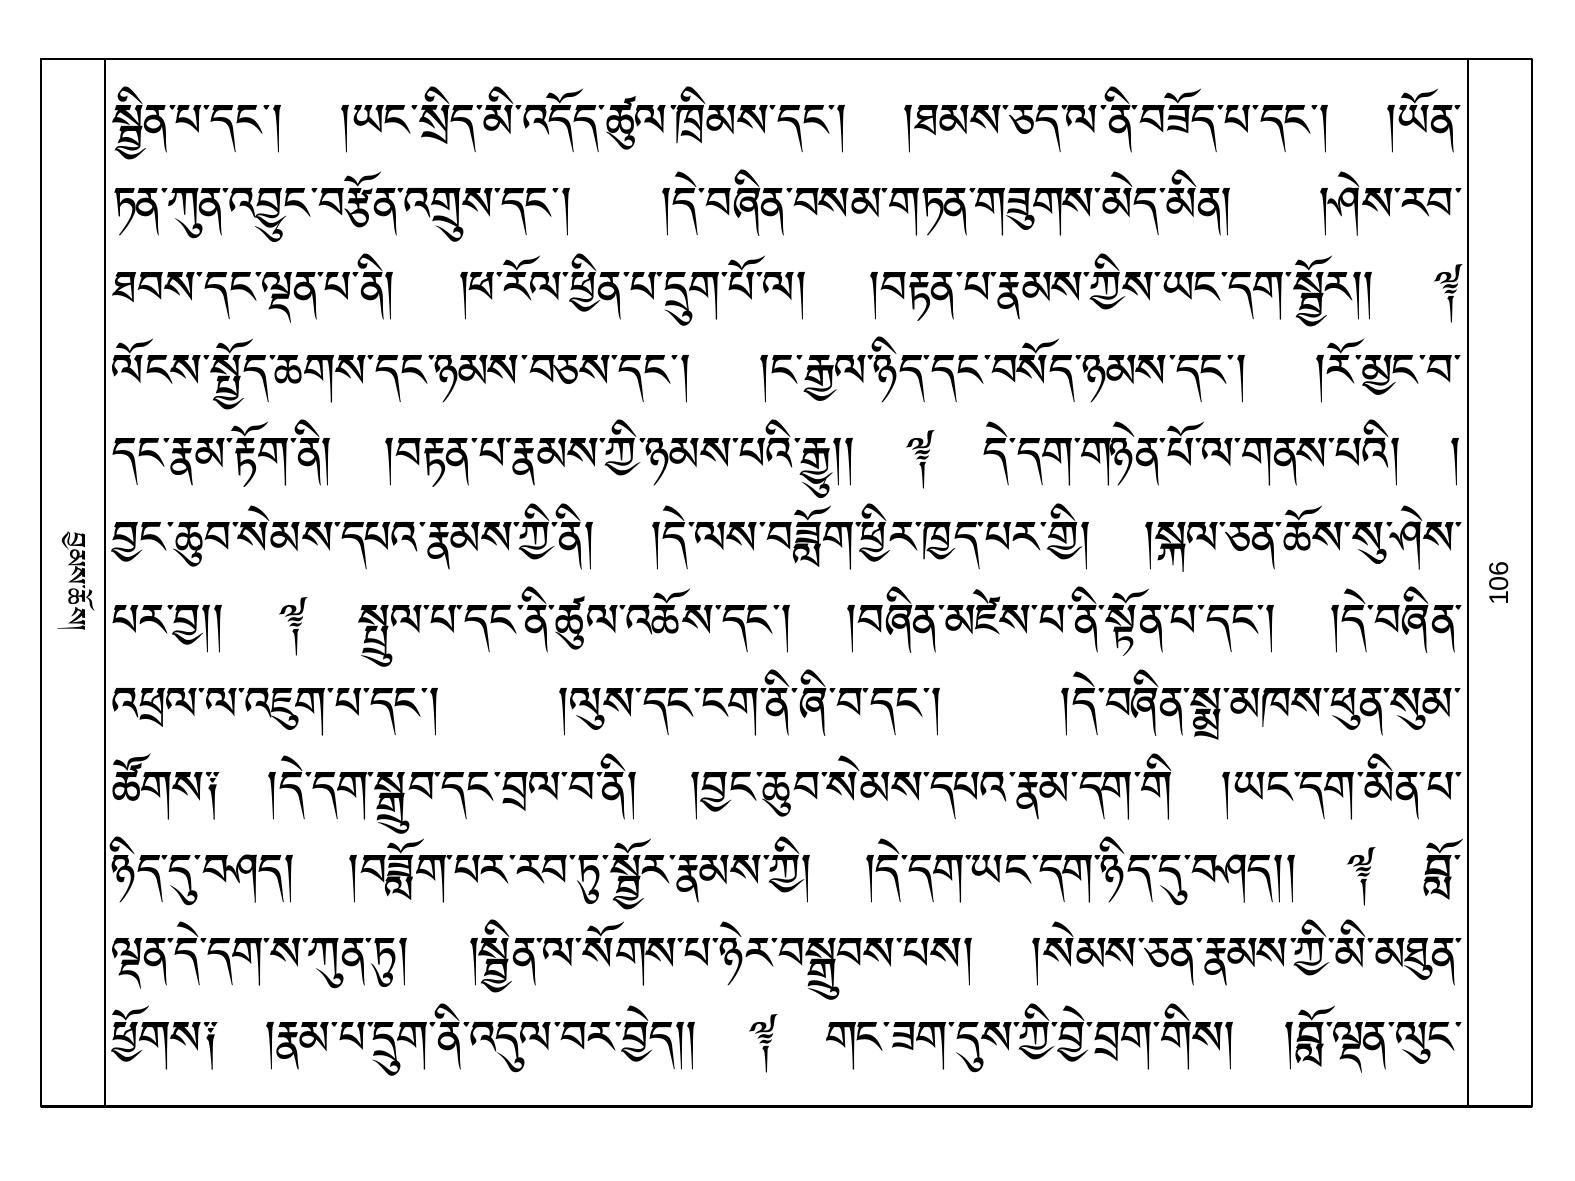 སྦྱིན་པ་དང་། །ཡང་སྲིད་མི་འདོད་ཚུལ་ཁྲིམས་དང་། །ཐམས་ཅད་ལ་ནི་བཟོད་པ་དང་། །ཡོན་
ཏན་ཀུན་འབྱུང་བརྩོན་འགྲུས་དང་། །དེ་བཞིན་བསམ་གཏན་གཟུགས་མེད་མིན། །ཤེས་རབ་
ཐབས་དང་ལྡན་པ་ནི། །ཕ་རོལ་ཕྱིན་པ་དྲུག་པོ་ལ། །བརྟན་པ་རྣམས་ཀྱིས་ཡང་དག་སྦྱོར།། ༈
ལོངས་སྤྱོད་ཆགས་དང་ཉམས་བཅས་དང་། །ང་རྒྱལ་ཉིད་དང་བསོད་ཉམས་དང་། །རོ་མྱང་བ་
དང་རྣམ་རྟོག་ནི། །བརྟན་པ་རྣམས་ཀྱི་ཉམས་པའི་རྒྱུ།། ༈ དེ་དག་གཉེན་པོ་ལ་གནས་པའི། །
བྱང་ཆུབ་སེམས་དཔའ་རྣམས་ཀྱི་ནི། །དེ་ལས་བཟློག་ཕྱིར་ཁྱད་པར་གྱི། །སྐལ་ཅན་ཆོས་སུ་ཤེས་
པར་བྱ།། ༈ སྤྲུལ་པ་དང་ནི་ཚུལ་འཆོས་དང་། །བཞིན་མཛེས་པ་ནི་སྟོན་པ་དང་། །དེ་བཞིན་
འཕྲལ་ལ་འཇུག་པ་དང་། །ལུས་དང་ངག་ནི་ཞི་བ་དང་། །དེ་བཞིན་སྨྲ་མཁས་ཕུན་སུམ་
ཚོགས༑ །དེ་དག་སྒྲུབ་དང་བྲལ་བ་ནི། །བྱང་ཆུབ་སེམས་དཔའ་རྣམ་དག་གི །ཡང་དག་མིན་པ་
ཉིད་དུ་བཤད། །བཟློག་པར་རབ་ཏུ་སྦྱོར་རྣམས་ཀྱི། །དེ་དག་ཡང་དག་ཉིད་དུ་བཤད།། ༈ བློ་
ལྡན་དེ་དག་ས་ཀུན་ཏུ། །སྦྱིན་ལ་སོགས་པ་ཉེར་བསྒྲུབས་པས། །སེམས་ཅན་རྣམས་ཀྱི་མི་མཐུན་
ཕྱོགས༑ །རྣམ་པ་དྲུག་ནི་འདུལ་བར་བྱེད།། ༈ གང་ཟག་དུས་ཀྱི་བྱེ་བྲག་གིས། །བློ་ལྡན་ལུང་
བྱམས་ཆོས།
106